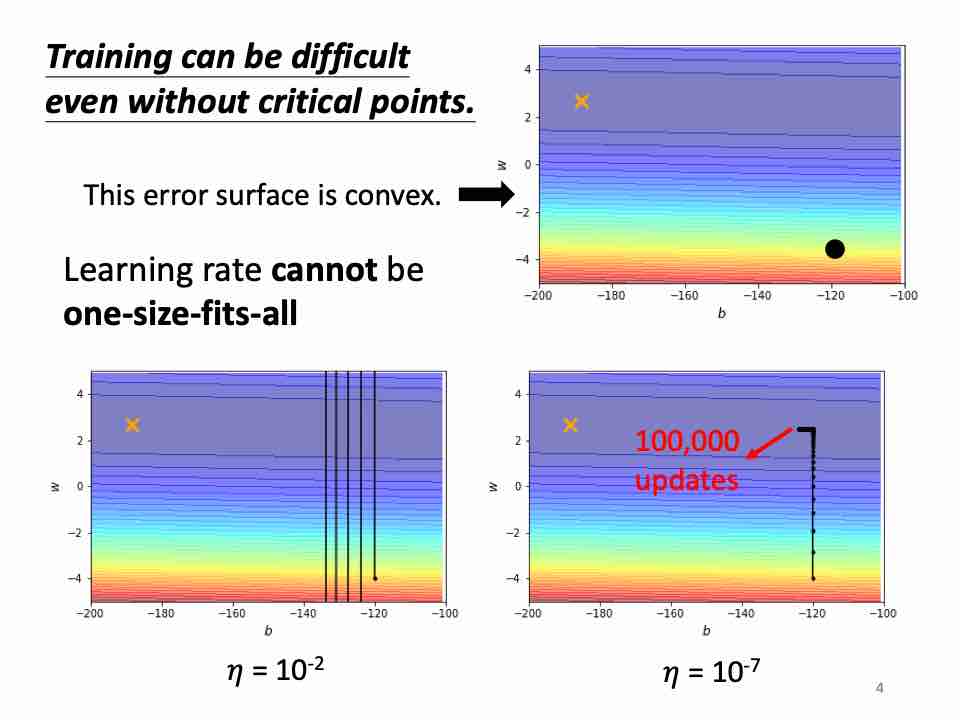 Training can be difficult
even without critical points.
This error surface is convex.
Learning rate cannot be
one-size-fits-all
4
2
0
−2
−4
w
−200 −180 −160 −140 −120 −100
b
4
2
0
−2
−4
w
−200 −180 −160 −140 −120 −100
b
η = 10-2
4
2
0
−2
−4
w
100,000
updates
−200 −180 −160 −140 −120 −100
b
η = 10-7
4